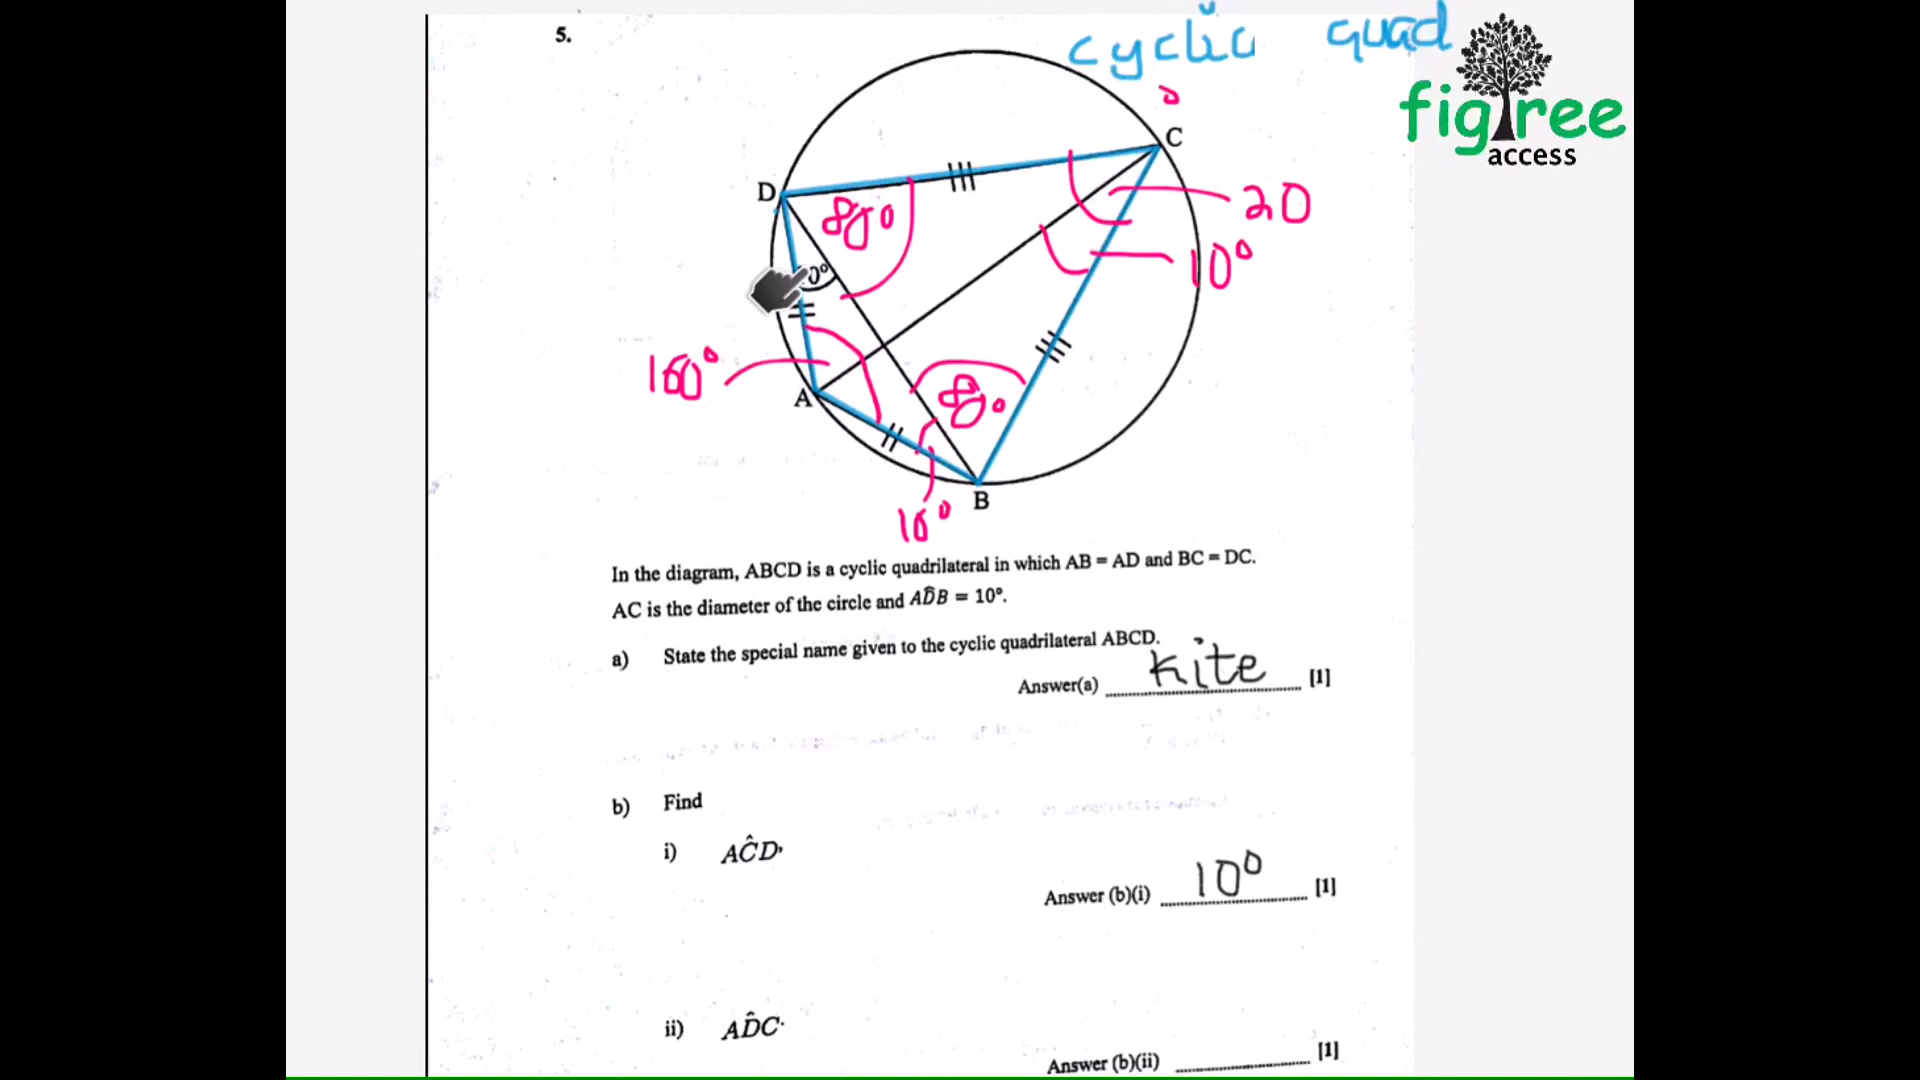 5.
cyclic quad
figtree
access
C
D
80
20
10°
0°
160°
A
80
10°
B
In the diagram, ABCD is a cyclic quadrilateral in which AB = AD and BC = DC.
AC is the diameter of the circle and AD̂B = 10°.
a) State the special name given to the cyclic quadrilateral ABCD.
kite
Answer(a) [1]
b) Find
i) AĈD.
10°
Answer (b)(i) [1]
ii) AD̂C.
Answer (b)(ii) [1]